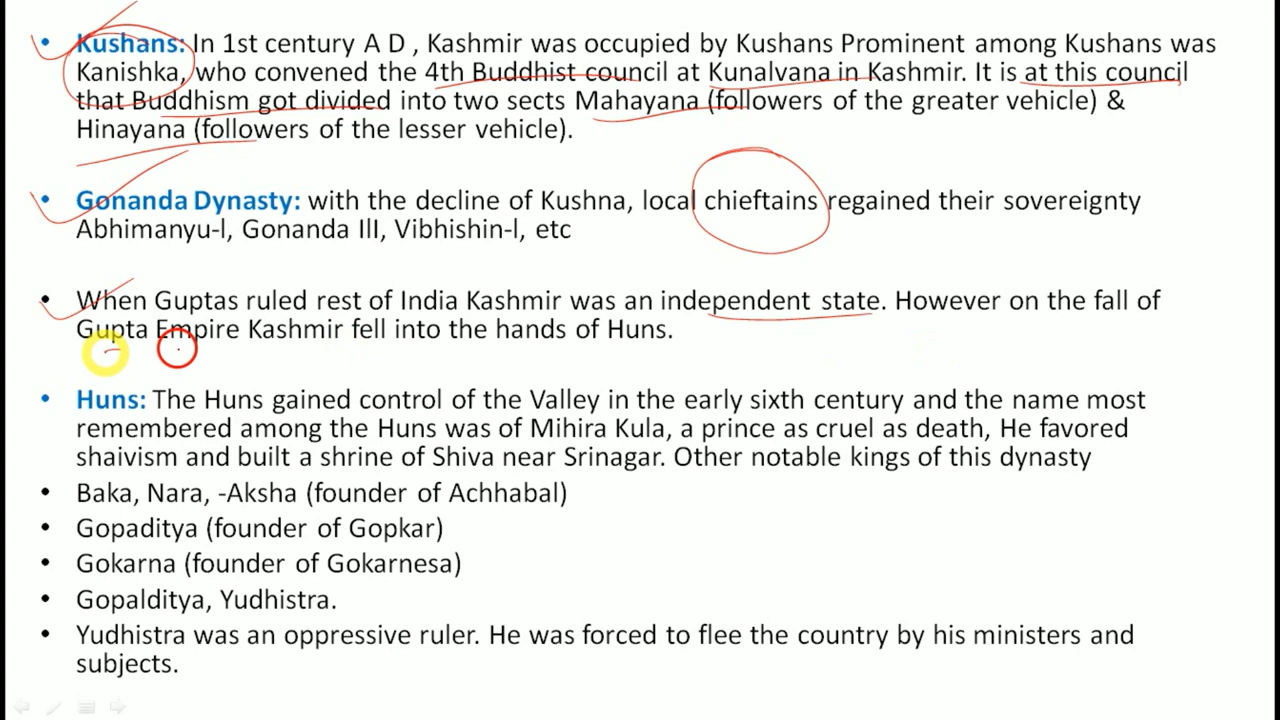 • Kushans: In 1st century A D , Kashmir was occupied by Kushans Prominent among Kushans was
Kanishka, who convened the 4th Buddhist council at Kunalvana in Kashmir. It is at this council
that Buddhism got divided into two sects Mahayana (followers of the greater vehicle) &
Hinayana (followers of the lesser vehicle).
• Gonanda Dynasty: with the decline of Kushna, local chieftains regained their sovereignty
Abhimanyu-l, Gonanda IlI, Vibhishin-l, etc
• When Guptas ruled rest of India Kashmir was an independent state. However on the fall of
Gupta Empire Kashmir fell into the hands of Huns.
• Huns: The Huns gained control of the Valley in the early sixth century and the name most
remembered among the Huns was of Mihira Kula, a prince as cruel as death, He favored
shaivism and built a shrine of Shiva near Srinagar. Other notable kings of this dynasty
• Baka, Nara, -Aksha (founder of Achhabal)
• Gopaditya (founder of Gopkar)
• Gokarna (founder of Gokarnesa)
• Gopalditya, Yudhistra.
• Yudhistra was an oppressive ruler. He was forced to flee the country by his ministers and
subjects.